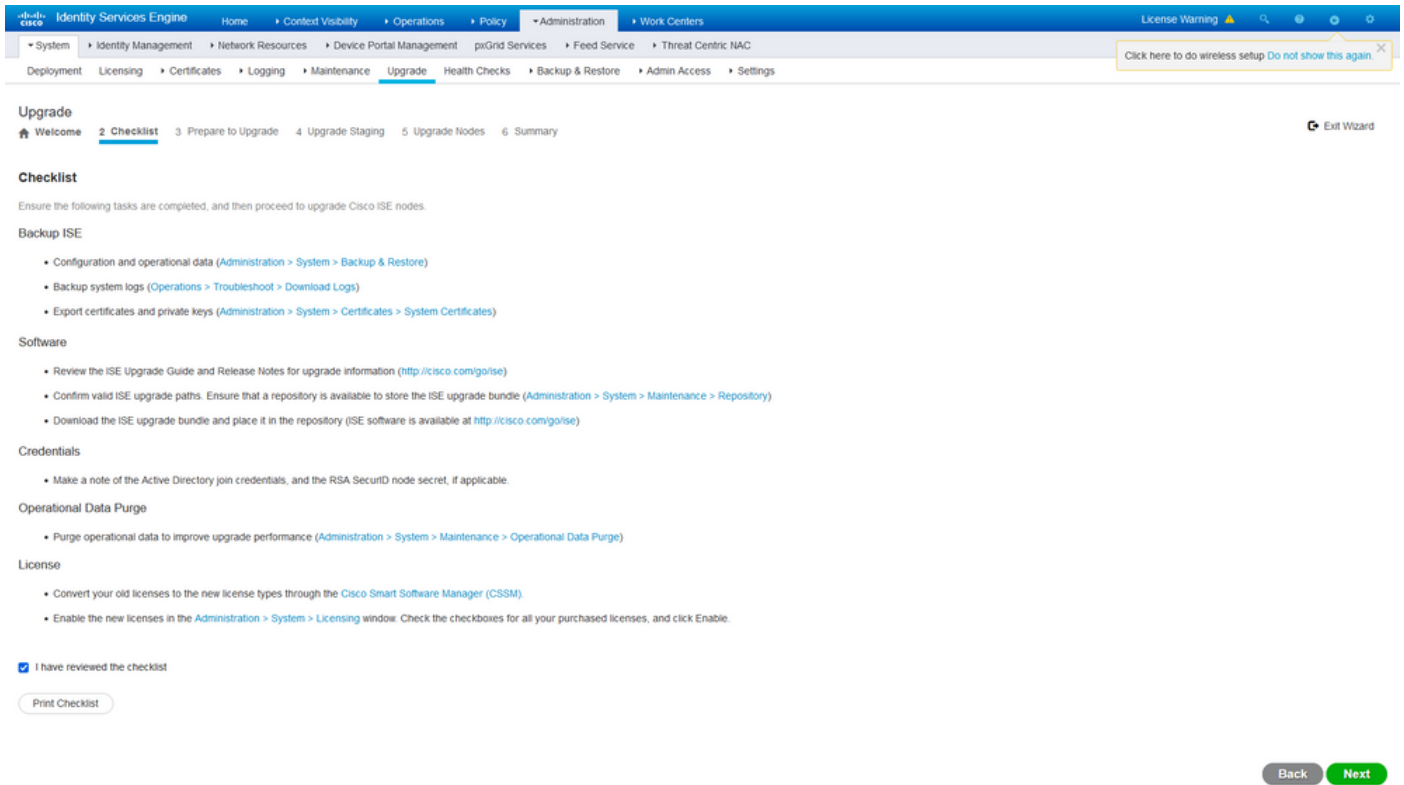 cisco Identity Services Engine Home Context Visibility Operations Policy Administration Work Centers License Warning
System Identity Management Network Resources Device Portal Management pxGrid Services Feed Service Threat Centric NAC
Click here to do wireless setup Do not show this again.
Deployment Licensing Certificates Logging Maintenance Upgrade Health Checks Backup & Restore Admin Access Settings
Upgrade
Welcome 2 Checklist 3 Prepare to Upgrade 4 Upgrade Staging 5 Upgrade Nodes 6 Summary
Exit Wizard
Checklist
Ensure the following tasks are completed, and then proceed to upgrade Cisco ISE nodes.
Backup ISE
• Configuration and operational data (Administration > System > Backup & Restore)
• Backup system logs (Operations > Troubleshoot > Download Logs)
• Export certificates and private keys (Administration > System > Certificates > System Certificates)
Software
• Review the ISE Upgrade Guide and Release Notes for upgrade information (http://cisco.com/go/ise)
• Confirm valid ISE upgrade paths. Ensure that a repository is available to store the ISE upgrade bundle (Administration > System > Maintenance > Repository)
• Download the ISE upgrade bundle and place it in the repository (ISE software is available at http://cisco.com/go/ise)
Credentials
• Make a note of the Active Directory join credentials, and the RSA SecurID node secret, if applicable.
Operational Data Purge
• Purge operational data to improve upgrade performance (Administration > System > Maintenance > Operational Data Purge)
License
• Convert your old licenses to the new license types through the Cisco Smart Software Manager (CSSM).
• Enable the new licenses in the Administration > System > Licensing window. Check the checkboxes for all your purchased licenses, and click Enable.
I have reviewed the checklist
Print Checklist
Back Next